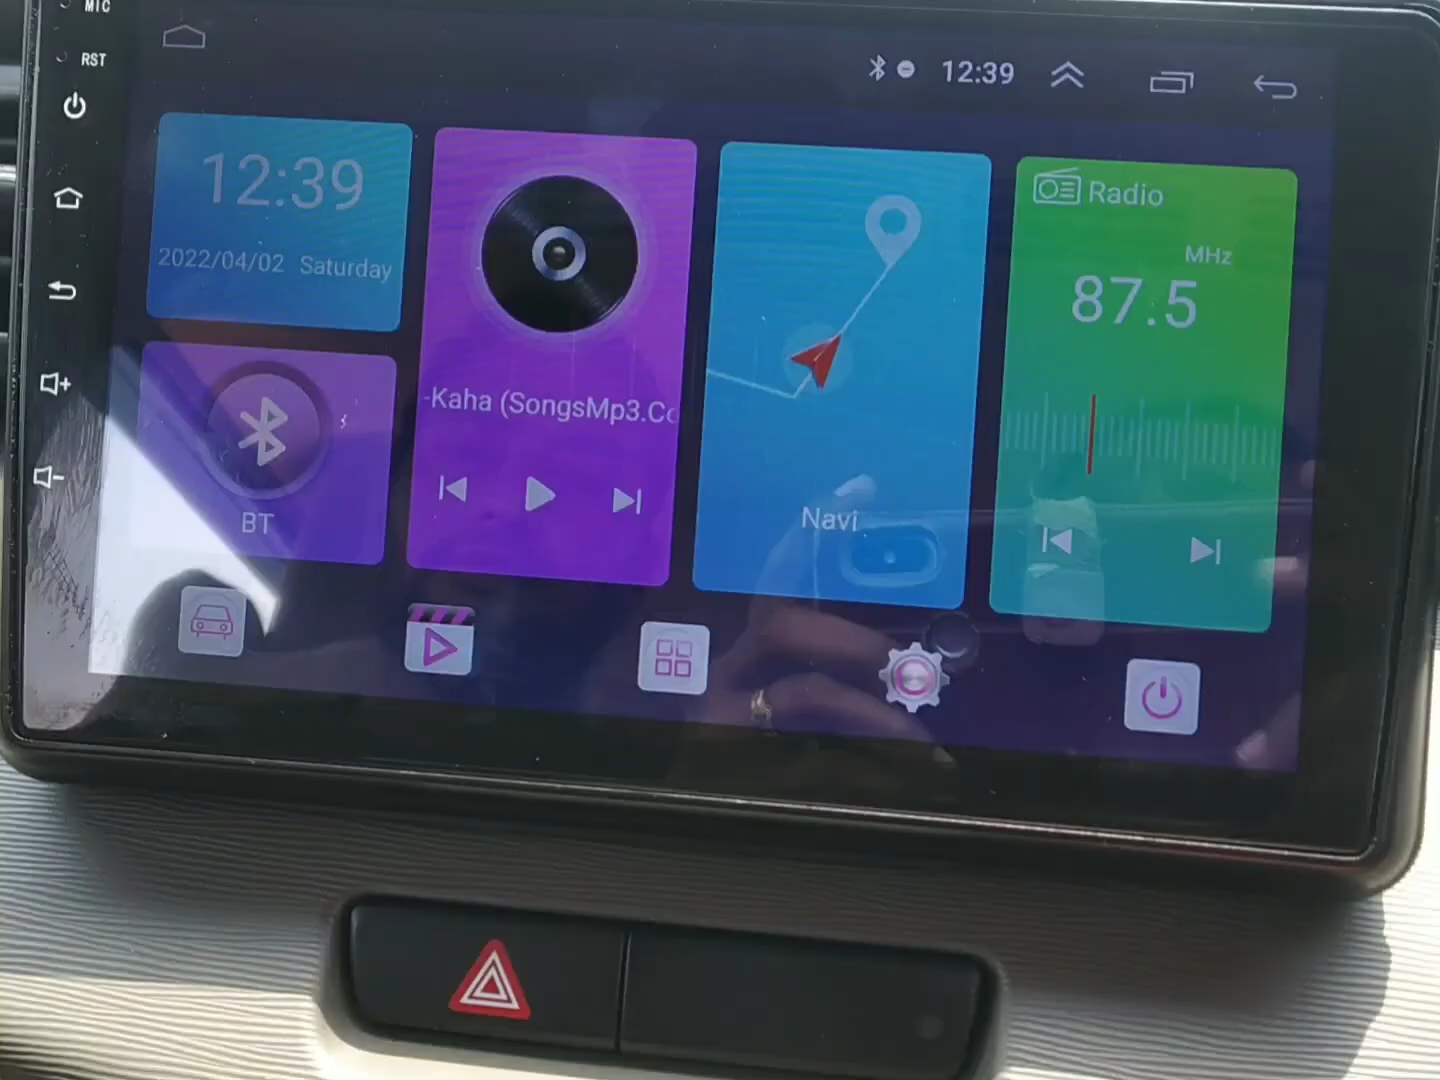 MIC
RST
12:39
12:39
2022/04/02 Saturday
BT
-Kaha (SongsMp3.Co
Navi
Radio
MHz
87.5